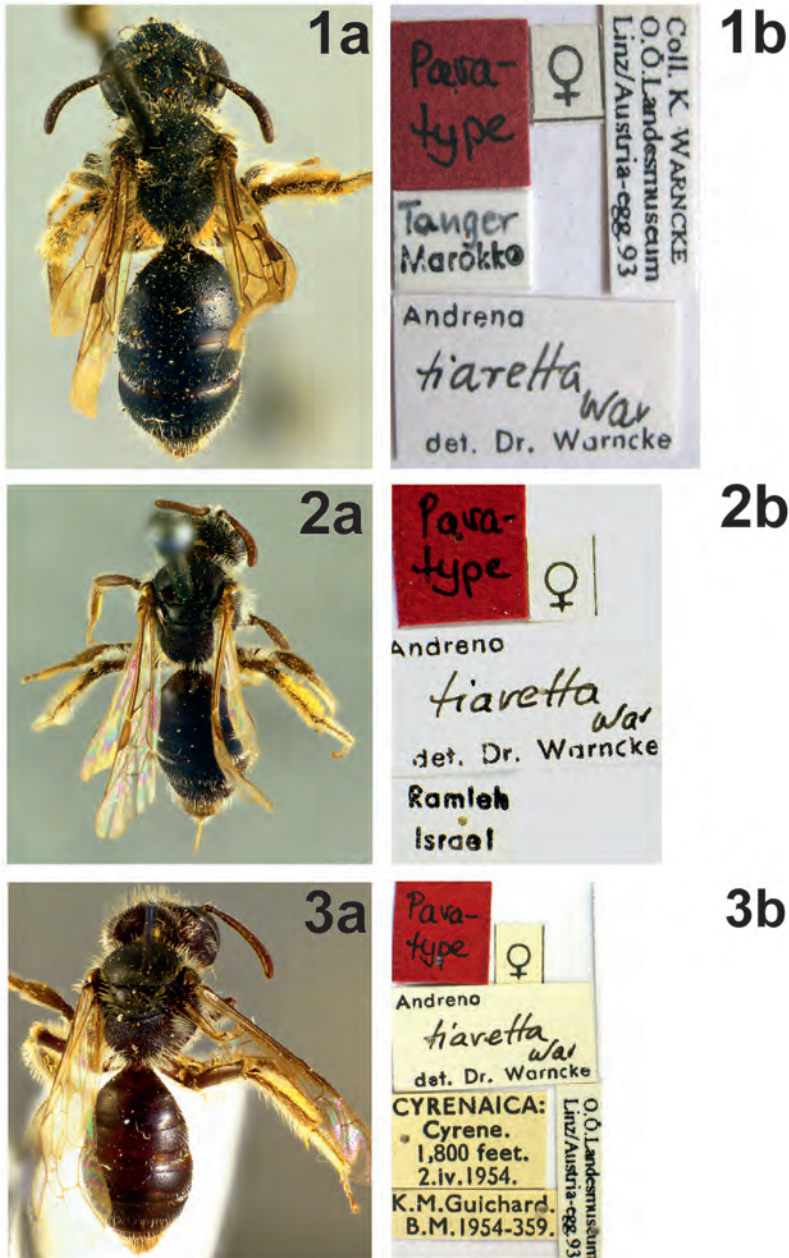 1a
1b
Para-
type
♀
Coll. K. WARNCKE
O.Ö.Landesmuseum
Linz/Austria-egg.93
Tanger
Marokko
Andrena
tiaretta
War
det. Dr. Warncke
2a
2b
Para-
type
♀
Andreno
tiaretta
War
det. Dr. Warncke
Ramleh
Israel
3a
3b
Para-
type
♀
Andreno
tiaretta
War
det. Dr. Warncke
CYRENAICA:
Cyrene.
1,800 feet.
2.iv.1954.
K.M.Guichard.
B.M.1954-359.
O.Ö.Landesmuseum
Linz/Austria-egg.93